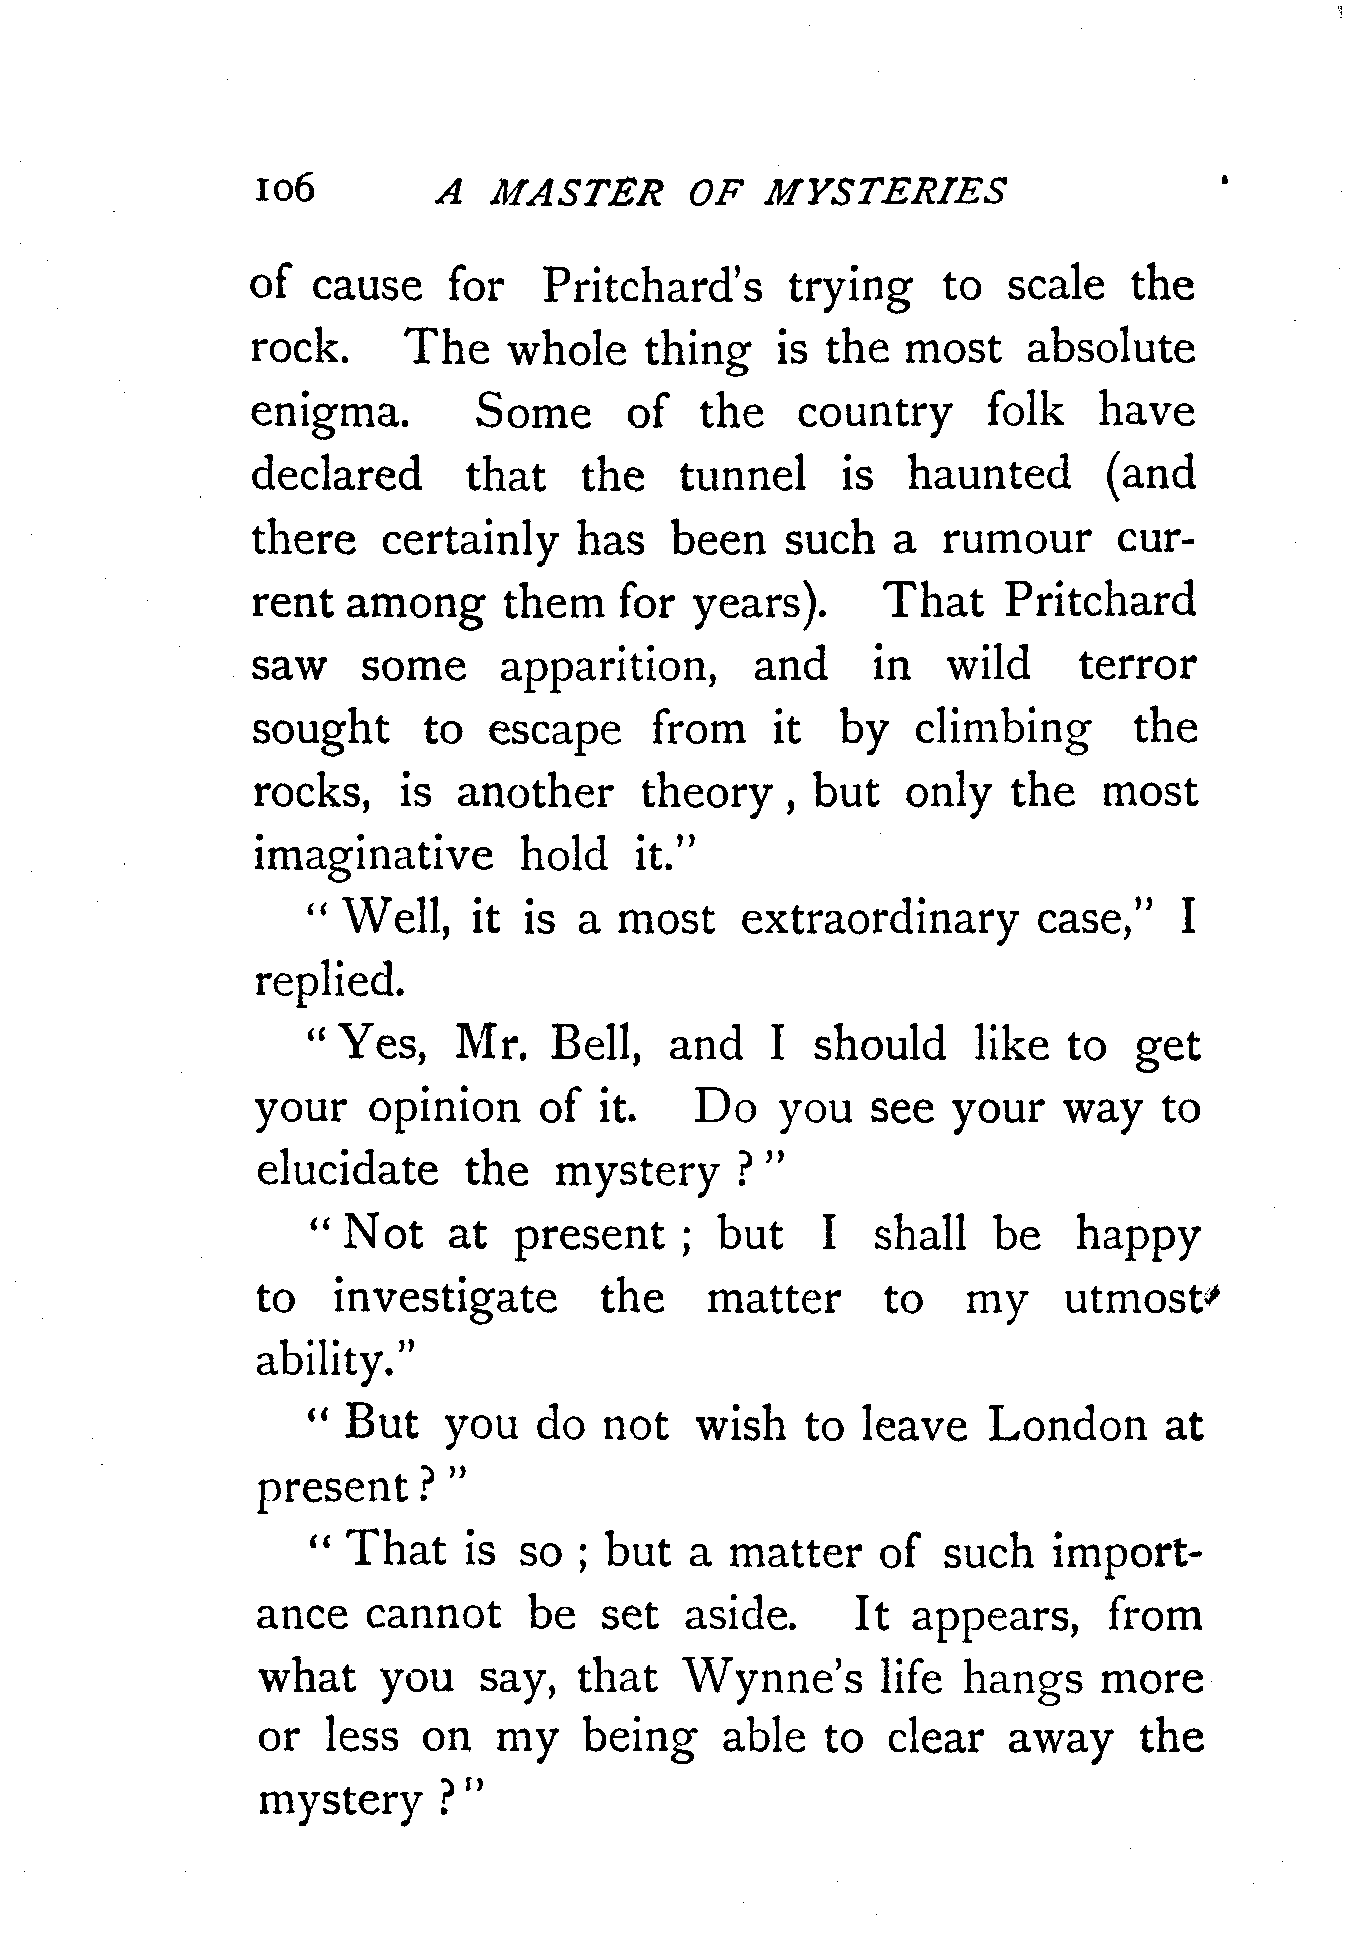 106 A MASTER OF MYSTERIES
of cause for Pritchard's trying to scale the
rock. The whole thing is the most absolute
enigma. Some of the country folk have
declared that the tunnel is haunted (and
there certainly has been such a rumour cur-
rent among them for years). That Pritchard
saw some apparition, and in wild terror
sought to escape from it by climbing the
rocks, is another theory, but only the most
imaginative hold it."
"Well, it is a most extraordinary case," I
replied.
"Yes, Mr. Bell, and I should like to get
your opinion of it. Do you see your way to
elucidate the mystery ?"
"Not at present ; but I shall be happy
to investigate the matter to my utmost
ability."
"But you do not wish to leave London at
present ?"
"That is so ; but a matter of such import-
ance cannot be set aside. It appears, from
what you say, that Wynne's life hangs more
or less on my being able to clear away the
mystery ?"